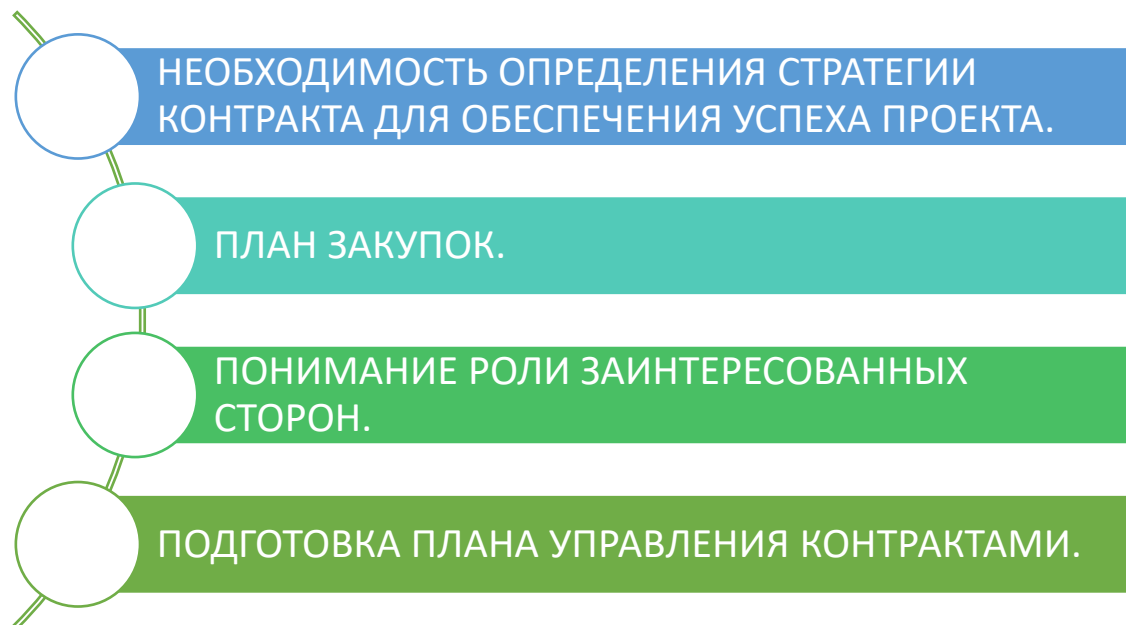 НЕОБХОДИМОСТЬ ОПРЕДЕЛЕНИЯ СТРАТЕГИИ
КОНТРАКТА ДЛЯ ОБЕСПЕЧЕНИЯ УСПЕХА ПРОЕКТА.
ПЛАН ЗАКУПОК.
ПОНИМАНИЕ РОЛИ ЗАИНТЕРЕСОВАННЫХ
СТОРОН.
ПОДГОТОВКА ПЛАНА УПРАВЛЕНИЯ КОНТРАКТАМИ.